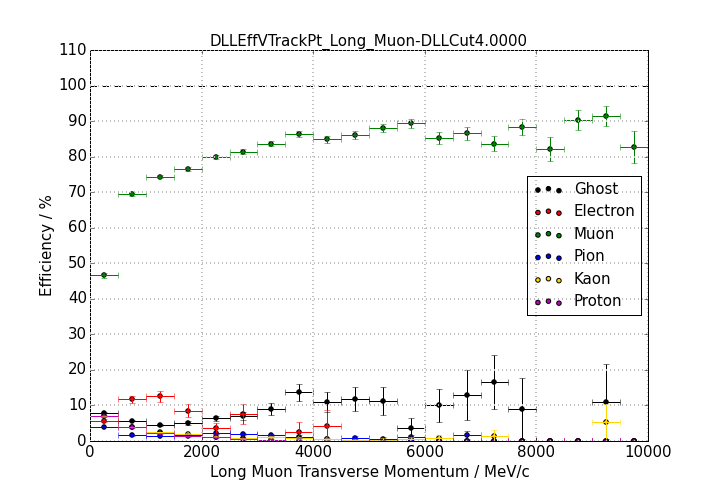 DLLEffVTrackPt_Long_Muon-DLLCut4.0000
110
100
90
80
70
60
50
40
30
20
10
0
Efficiency / %
Ghost
Electron
Muon
Pion
Kaon
Proton
0 2000 4000 6000 8000 10000
Long Muon Transverse Momentum / MeV/c